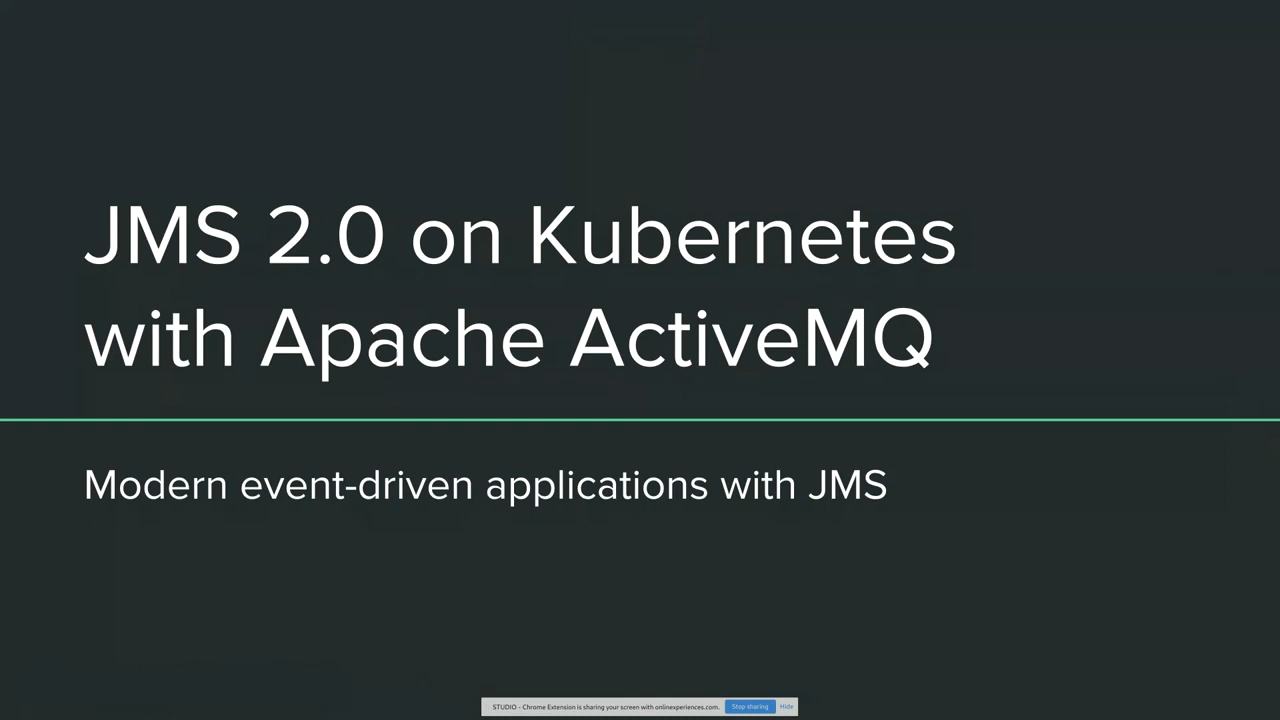 JMS 2.0 on Kubernetes
with Apache ActiveMQ
Modern event-driven applications with JMS
STUDIO - Chrome Extension is sharing your screen with onlinexperiences.com. Stop sharing Hide